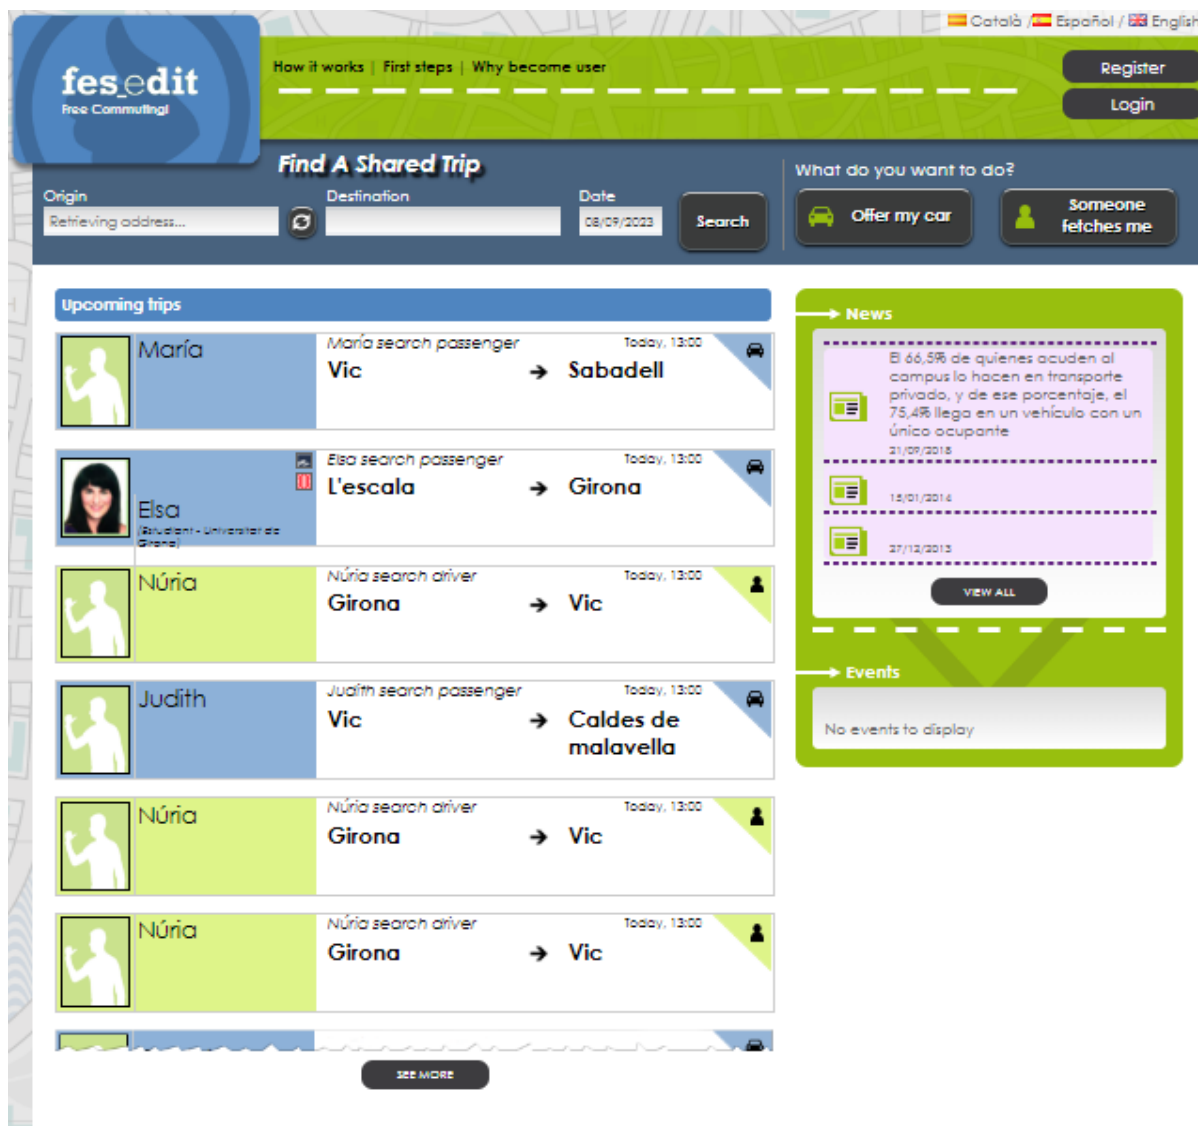 Català / Español / English
fes_edit
Free Commuting!
How it works | First steps | Why become user
Register
Login
Find A Shared Trip
Origin
Destination
Date
Retrieving address...
08/09/2023
Search
What do you want to do?
Offer my car
Someone
fetches me
Upcoming trips
María
María search passenger
Today, 13:00
Vic
Sabadell
Elsa
(Estudiant - Universitat de
Girona)
Elsa search passenger
Today, 13:00
L'escala
Girona
Núria
Núria search driver
Today, 13:00
Girona
Vic
Judith
Judith search passenger
Today, 13:00
Vic
Caldes de
malavella
Núria
Núria search driver
Today, 13:00
Girona
Vic
Núria
Núria search driver
Today, 13:00
Girona
Vic
SEE MORE
News
El 66,5% de quienes acuden al
campus lo hacen en transporte
privado, y de ese porcentaje, el
75,4% llega en un vehículo con un
único ocupante
21/09/2018
15/01/2014
27/12/2013
VIEW ALL
Events
No events to display